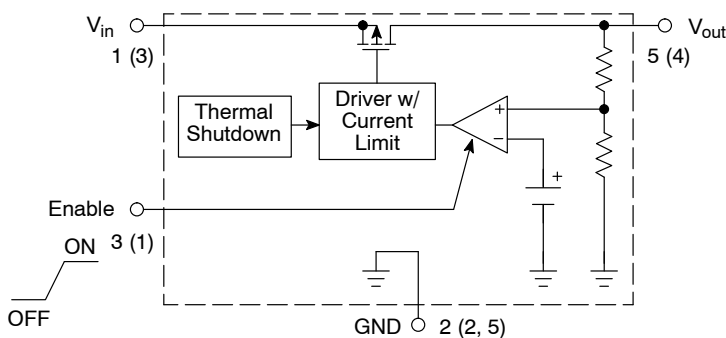 Vin
1 (3)
Vout
5 (4)
Thermal
Shutdown
Driver w/
Current
Limit
+
−
+
Enable
3 (1)
ON
OFF
GND
2 (2, 5)